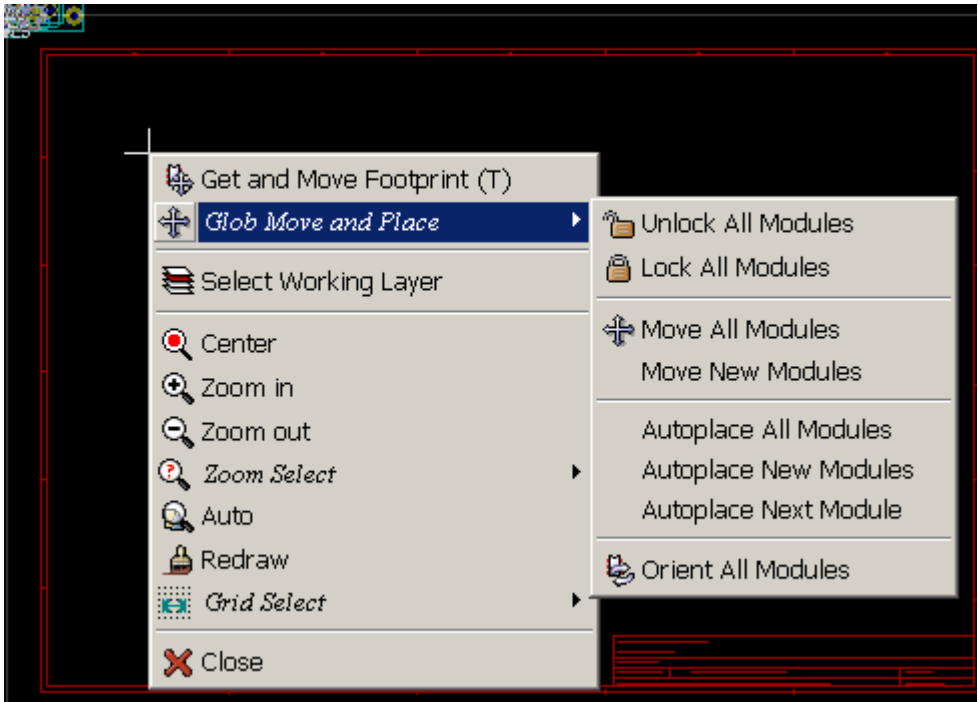 Get and Move Footprint (T)
Glob Move and Place
Select Working Layer
Center
Zoom in
Zoom out
Zoom Select
Auto
Redraw
Grid Select
Close
Unlock All Modules
Lock All Modules
Move All Modules
Move New Modules
Autoplace All Modules
Autoplace New Modules
Autoplace Next Module
Orient All Modules